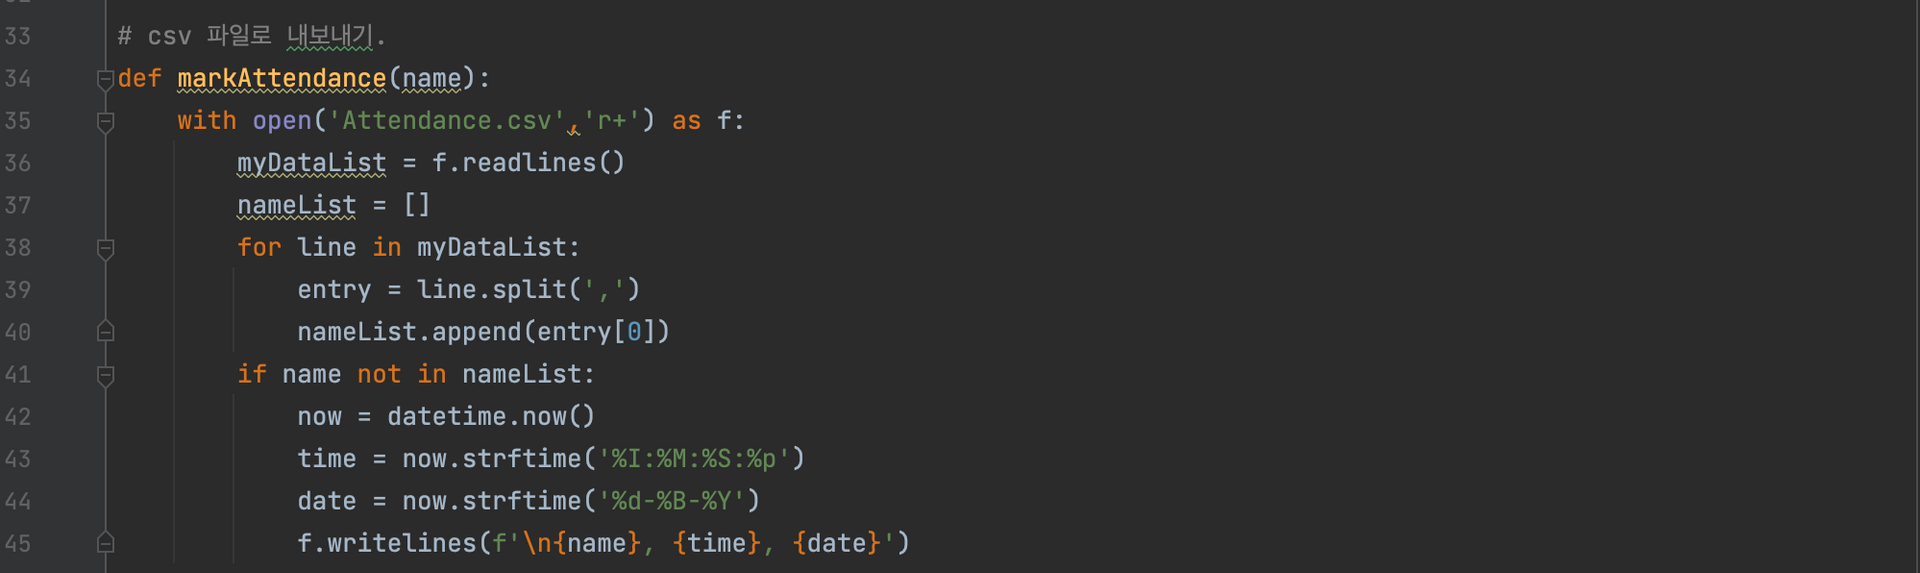 33 # csv 파일로 내보내기.
34 def markAttendance(name):
35     with open('Attendance.csv','r+') as f:
36         myDataList = f.readlines()
37         nameList = []
38         for line in myDataList:
39             entry = line.split(',')
40             nameList.append(entry[0])
41         if name not in nameList:
42             now = datetime.now()
43             time = now.strftime('%I:%M:%S:%p')
44             date = now.strftime('%d-%B-%Y')
45             f.writelines(f'\n{name}, {time}, {date}')